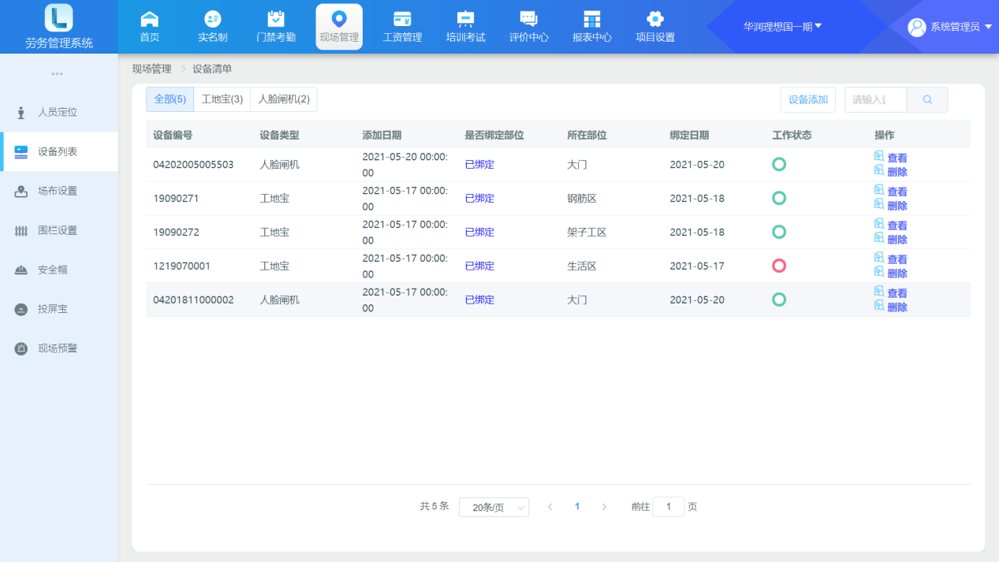 劳务管理系统
首页
实名制
门禁考勤
现场管理
工资管理
培训考试
评价中心
报表中心
项目设置
华润理想国一期
系统管理员
人员定位
设备列表
场布设置
围栏设置
安全帽
投屏宝
现场预警
现场管理 > 设备清单
全部(5) 工地宝(3) 人脸闸机(2)
设备添加
请输入
设备编号 设备类型 添加日期 是否绑定部位 所在部位 绑定日期 工作状态 操作
04202005005503 人脸闸机 2021-05-20 00:00:00 已绑定 大门 2021-05-20 查看 删除
19090271 工地宝 2021-05-17 00:00:00 已绑定 钢筋区 2021-05-18 查看 删除
19090272 工地宝 2021-05-17 00:00:00 已绑定 架子工区 2021-05-18 查看 删除
1219070001 工地宝 2021-05-17 00:00:00 已绑定 生活区 2021-05-17 查看 删除
04201811000002 人脸闸机 2021-05-17 00:00:00 已绑定 大门 2021-05-20 查看 删除
共 5 条 20条/页 < 1 > 前往 1 页